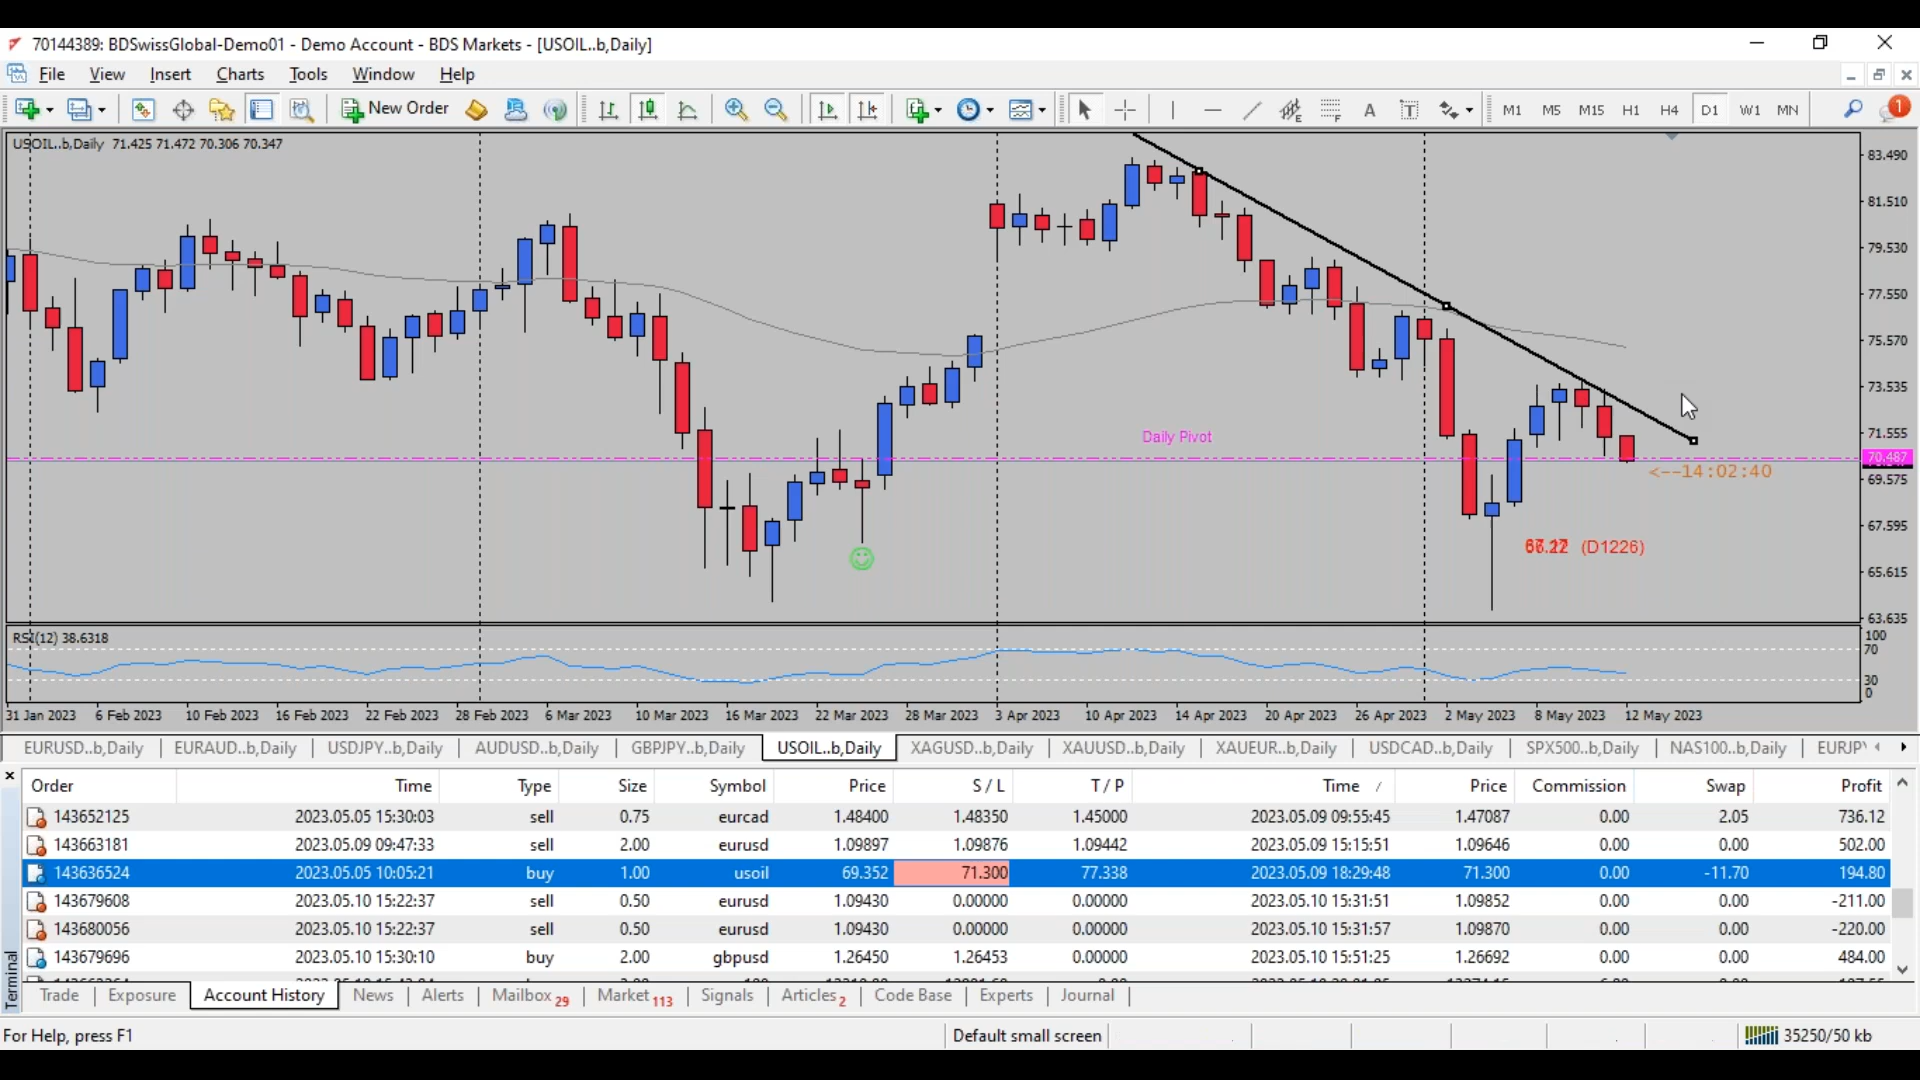 70144389: BDSwissGlobal-Demo01 - Demo Account - BDS Markets - [USOIL..b,Daily]
File View Insert Charts Tools Window Help
New Order A T M1 M5 M15 H1 H4 D1 W1 MN 1
USOIL..b,Daily 71.425 71.472 70.306 70.347
83.490
81.510
79.530
77.550
75.570
73.535
71.555
Daily Pivot
70.487
<--14:02:40
69.575
67.595
(D1226)
65.615
63.635
RSI(12) 38.6318
100
70
30
0
31 Jan 2023 6 Feb 2023 10 Feb 2023 16 Feb 2023 22 Feb 2023 28 Feb 2023 6 Mar 2023 10 Mar 2023 16 Mar 2023 22 Mar 2023 28 Mar 2023 3 Apr 2023 10 Apr 2023 14 Apr 2023 20 Apr 2023 26 Apr 2023 2 May 2023 8 May 2023 12 May 2023
EURUSD..b,Daily EURAUD..b,Daily USDJPY..b,Daily AUDUSD..b,Daily GBPJPY..b,Daily USOIL..b,Daily XAGUSD..b,Daily XAUUSD..b,Daily XAUEUR..b,Daily USDCAD..b,Daily SPX500..b,Daily NAS100..b,Daily EURJPY
Order Time Type Size Symbol Price S / L T / P Time / Price Commission Swap Profit
143652125 2023.05.05 15:30:03 sell 0.75 eurcad 1.48400 1.48350 1.45000 2023.05.09 09:55:45 1.47087 0.00 2.05 736.12
143663181 2023.05.09 09:47:33 sell 2.00 eurusd 1.09897 1.09876 1.09442 2023.05.09 15:15:51 1.09646 0.00 0.00 502.00
143636524 2023.05.05 10:05:21 buy 1.00 usoil 69.352 71.300 77.338 2023.05.09 18:29:48 71.300 0.00 -11.70 194.80
143679608 2023.05.10 15:22:37 sell 0.50 eurusd 1.09430 0.00000 0.00000 2023.05.10 15:31:51 1.09852 0.00 0.00 -211.00
143680056 2023.05.10 15:22:37 sell 0.50 eurusd 1.09430 0.00000 0.00000 2023.05.10 15:31:57 1.09870 0.00 0.00 -220.00
143679696 2023.05.10 15:30:10 buy 2.00 gbpusd 1.26450 1.26453 0.00000 2023.05.10 15:51:25 1.26692 0.00 0.00 484.00
Terminal
Trade Exposure Account History News Alerts Mailbox 29 Market 113 Signals Articles 2 Code Base Experts Journal
For Help, press F1 Default small screen 35250/50 kb